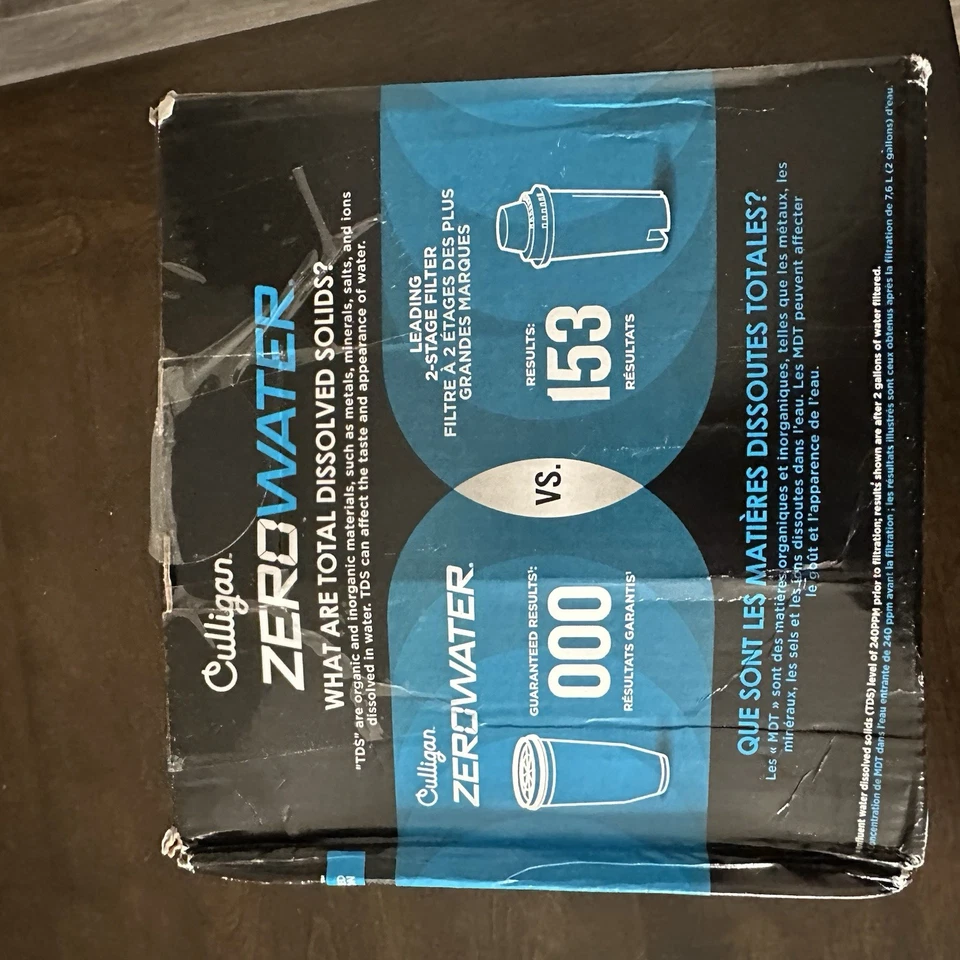 Culligan
ZEROWATER
WHAT ARE TOTAL DISSOLVED SOLIDS?
"TDS" are organic and inorganic materials, such as metals, minerals, salts, and ions
dissolved in water. TDS can affect the taste and appearance of water.
Culligan
ZEROWATER®
GUARANTEED RESULTS¹:
000
RÉSULTATS GARANTIS¹
VS.
LEADING
2-STAGE FILTER
FILTRE À 2 ÉTAGES DES PLUS
GRANDES MARQUES
RESULTS:
153
RÉSULTATS
QUE SONT LES MATIÈRES DISSOUTES TOTALES?
Les « MDT » sont des matières organiques et inorganiques, telles que les métaux, les
minéraux, les sels et les ions dissoutes dans l'eau. Les MDT peuvent affecter
le goût et l'apparence de l'eau.
water dissolved solids (TDS) level of 240PPM prior to filtration; results shown are after 2 gallons of water filtered.
de MDT dans l'eau entrante de 240 ppm avant la filtration ; les résultats illustrés sont ceux obtenus après la filtration de 7,6 L (2 gallons) d'eau.